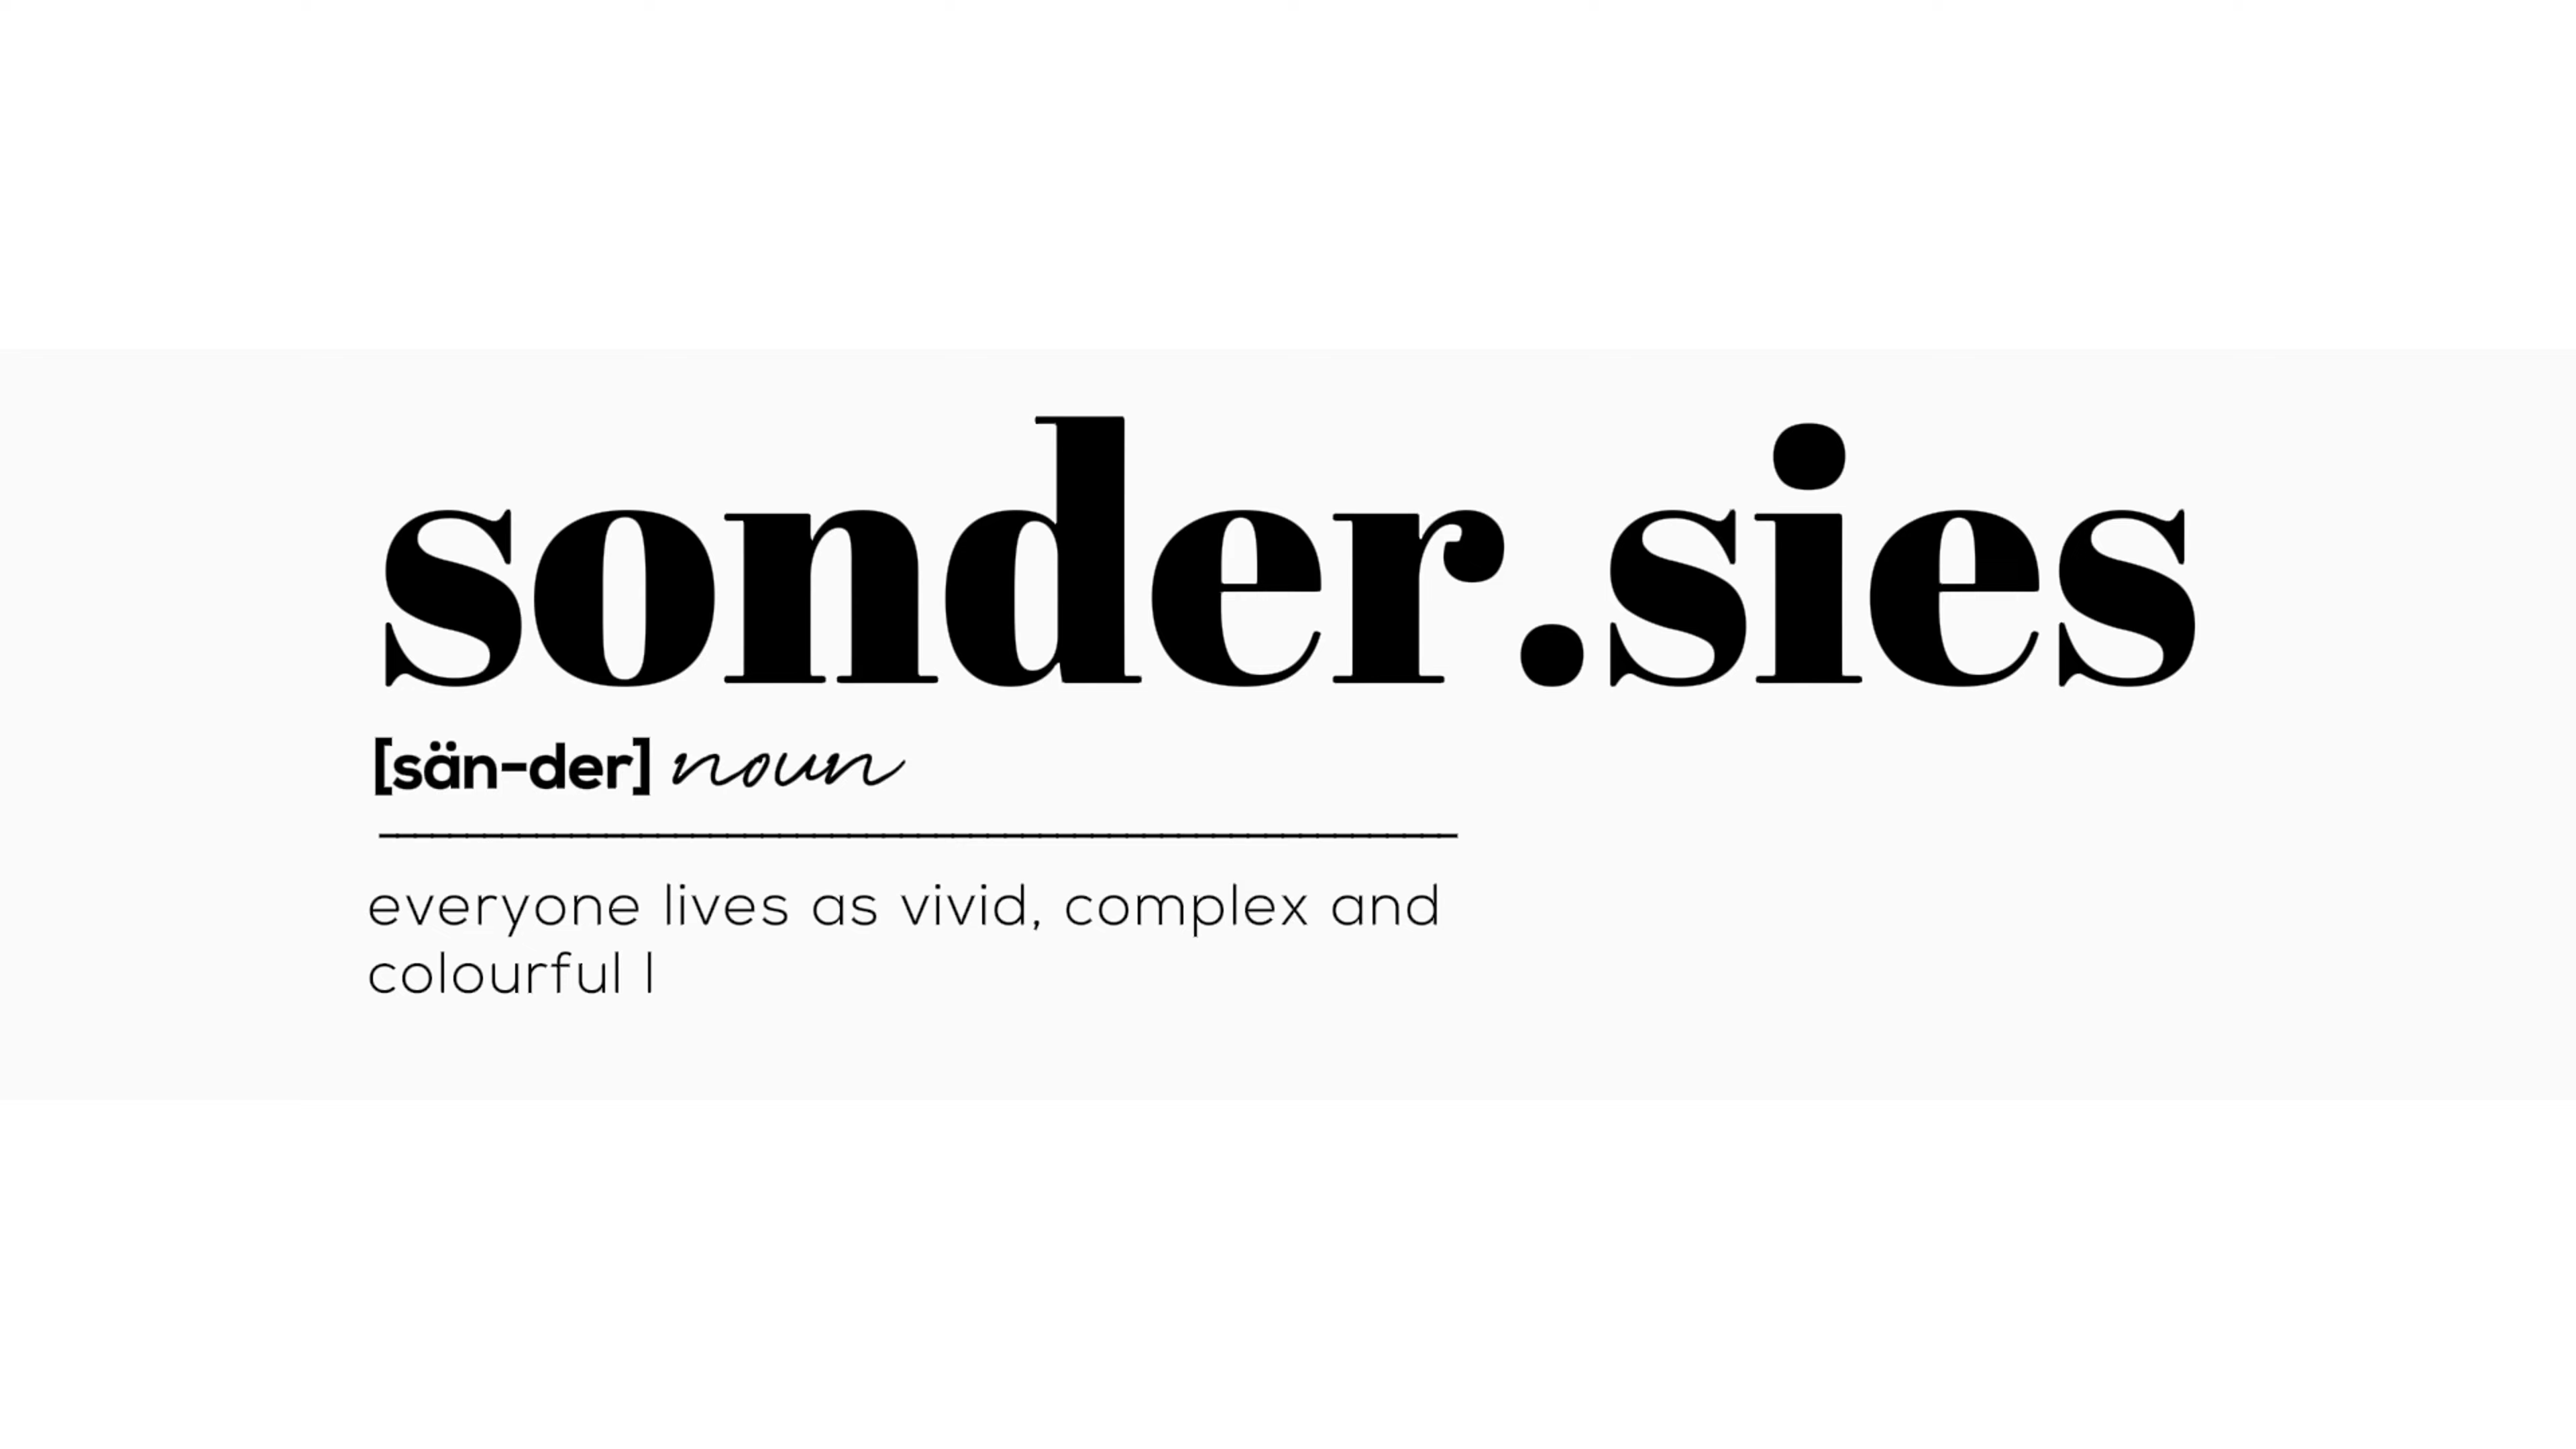 sonder.sies
[sän-der] noun
everyone lives as vivid, complex and
colourful l